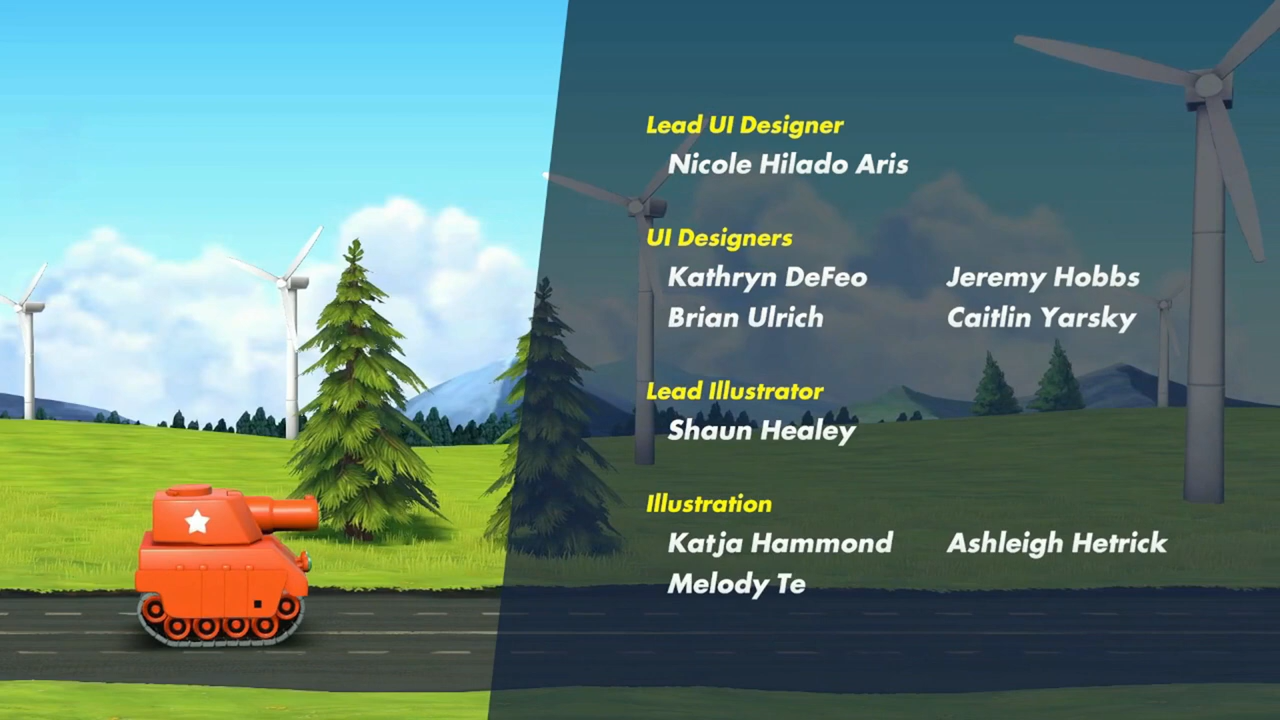 Lead UI Designer
Nicole Hilado Aris
UI Designers
Kathryn DeFeo Jeremy Hobbs
Brian Ulrich Caitlin Yarsky
Lead Illustrator
Shaun Healey
Illustration
Katja Hammond Ashleigh Hetrick
Melody Te